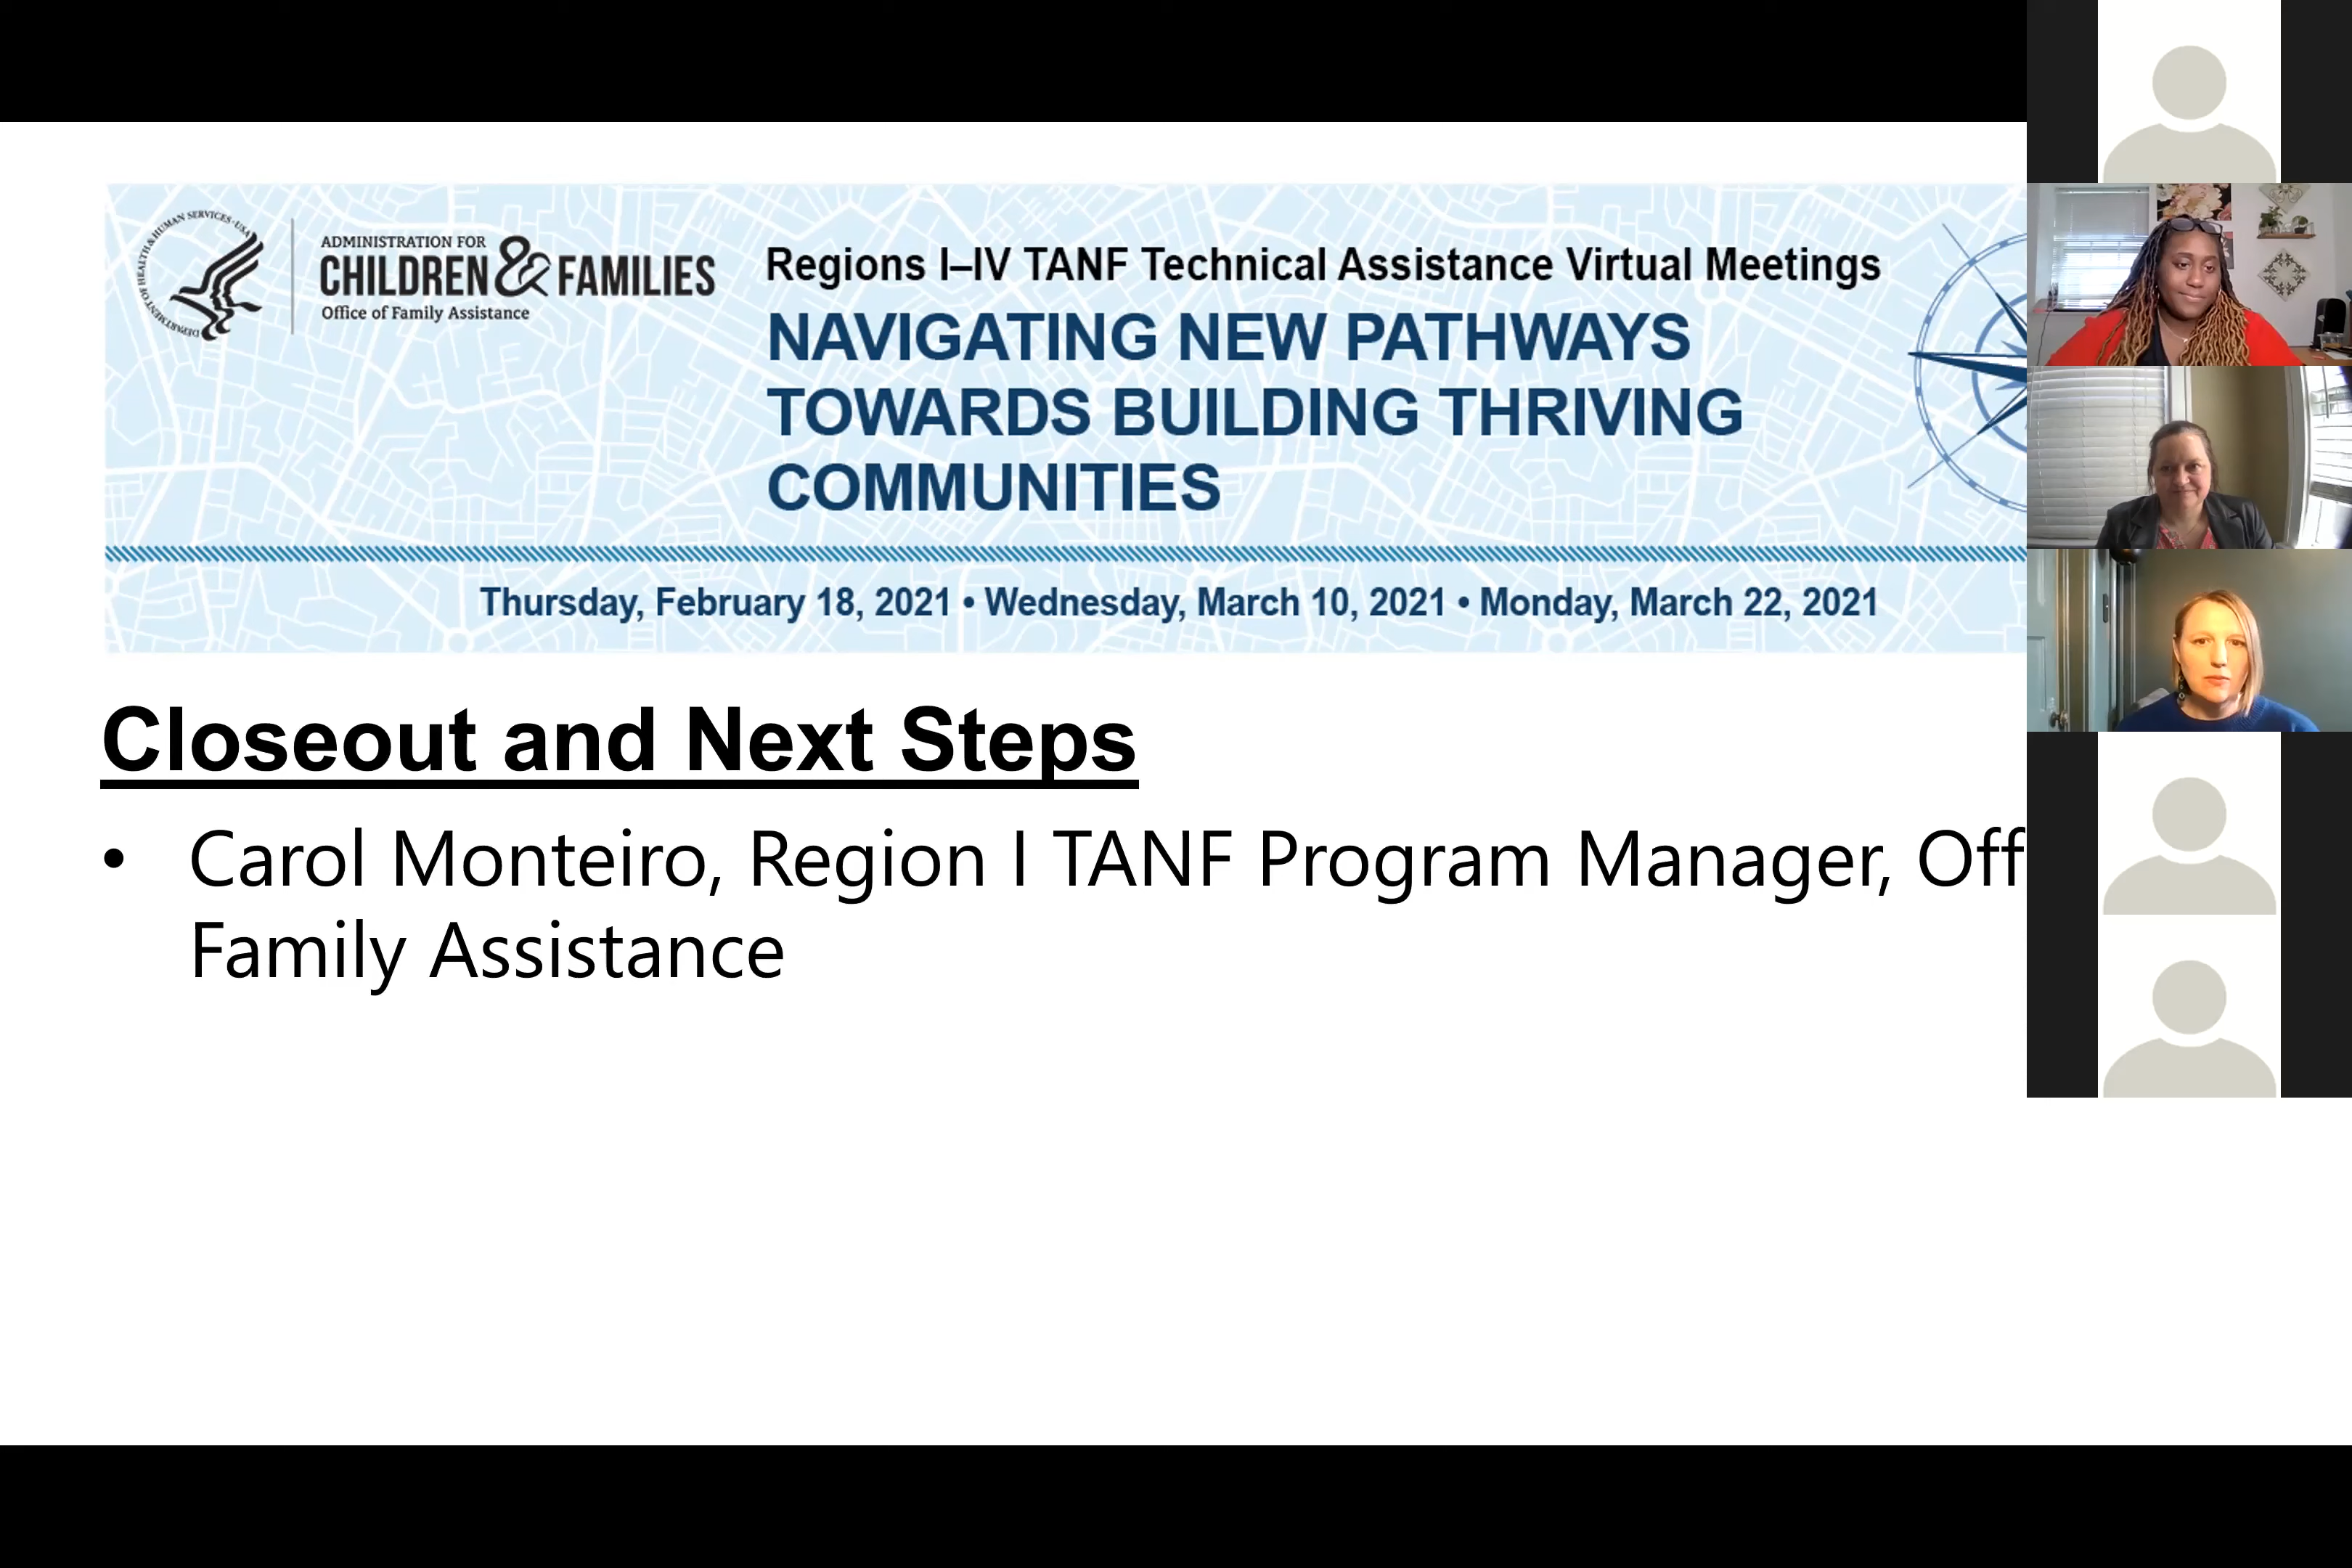 DEPARTMENT OF HEALTH & HUMAN SERVICES · USA
ADMINISTRATION FOR
CHILDREN & FAMILIES
Office of Family Assistance
Regions I–IV TANF Technical Assistance Virtual Meetings
NAVIGATING NEW PATHWAYS
TOWARDS BUILDING THRIVING
COMMUNITIES
Thursday, February 18, 2021 • Wednesday, March 10, 2021 • Monday, March 22, 2021
Closeout and Next Steps
• Carol Monteiro, Region I TANF Program Manager, Off
Family Assistance